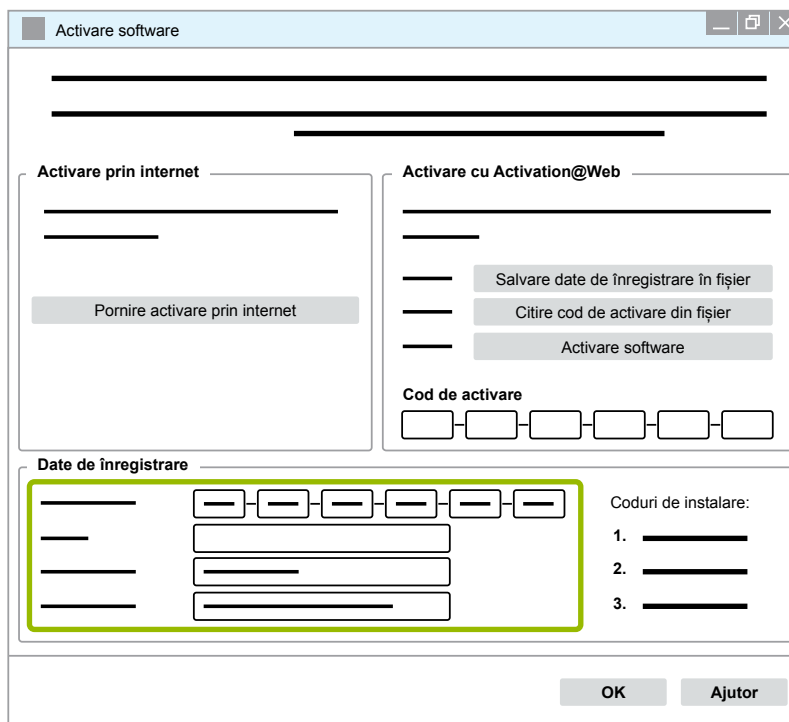 Activare software
Activare prin internet
Pornire activare prin internet
Activare cu Activation@Web
Salvare date de înregistrare în fișier
Citire cod de activare din fișier
Activare software
Cod de activare
Date de înregistrare
Coduri de instalare:
1.
2.
3.
OK
Ajutor